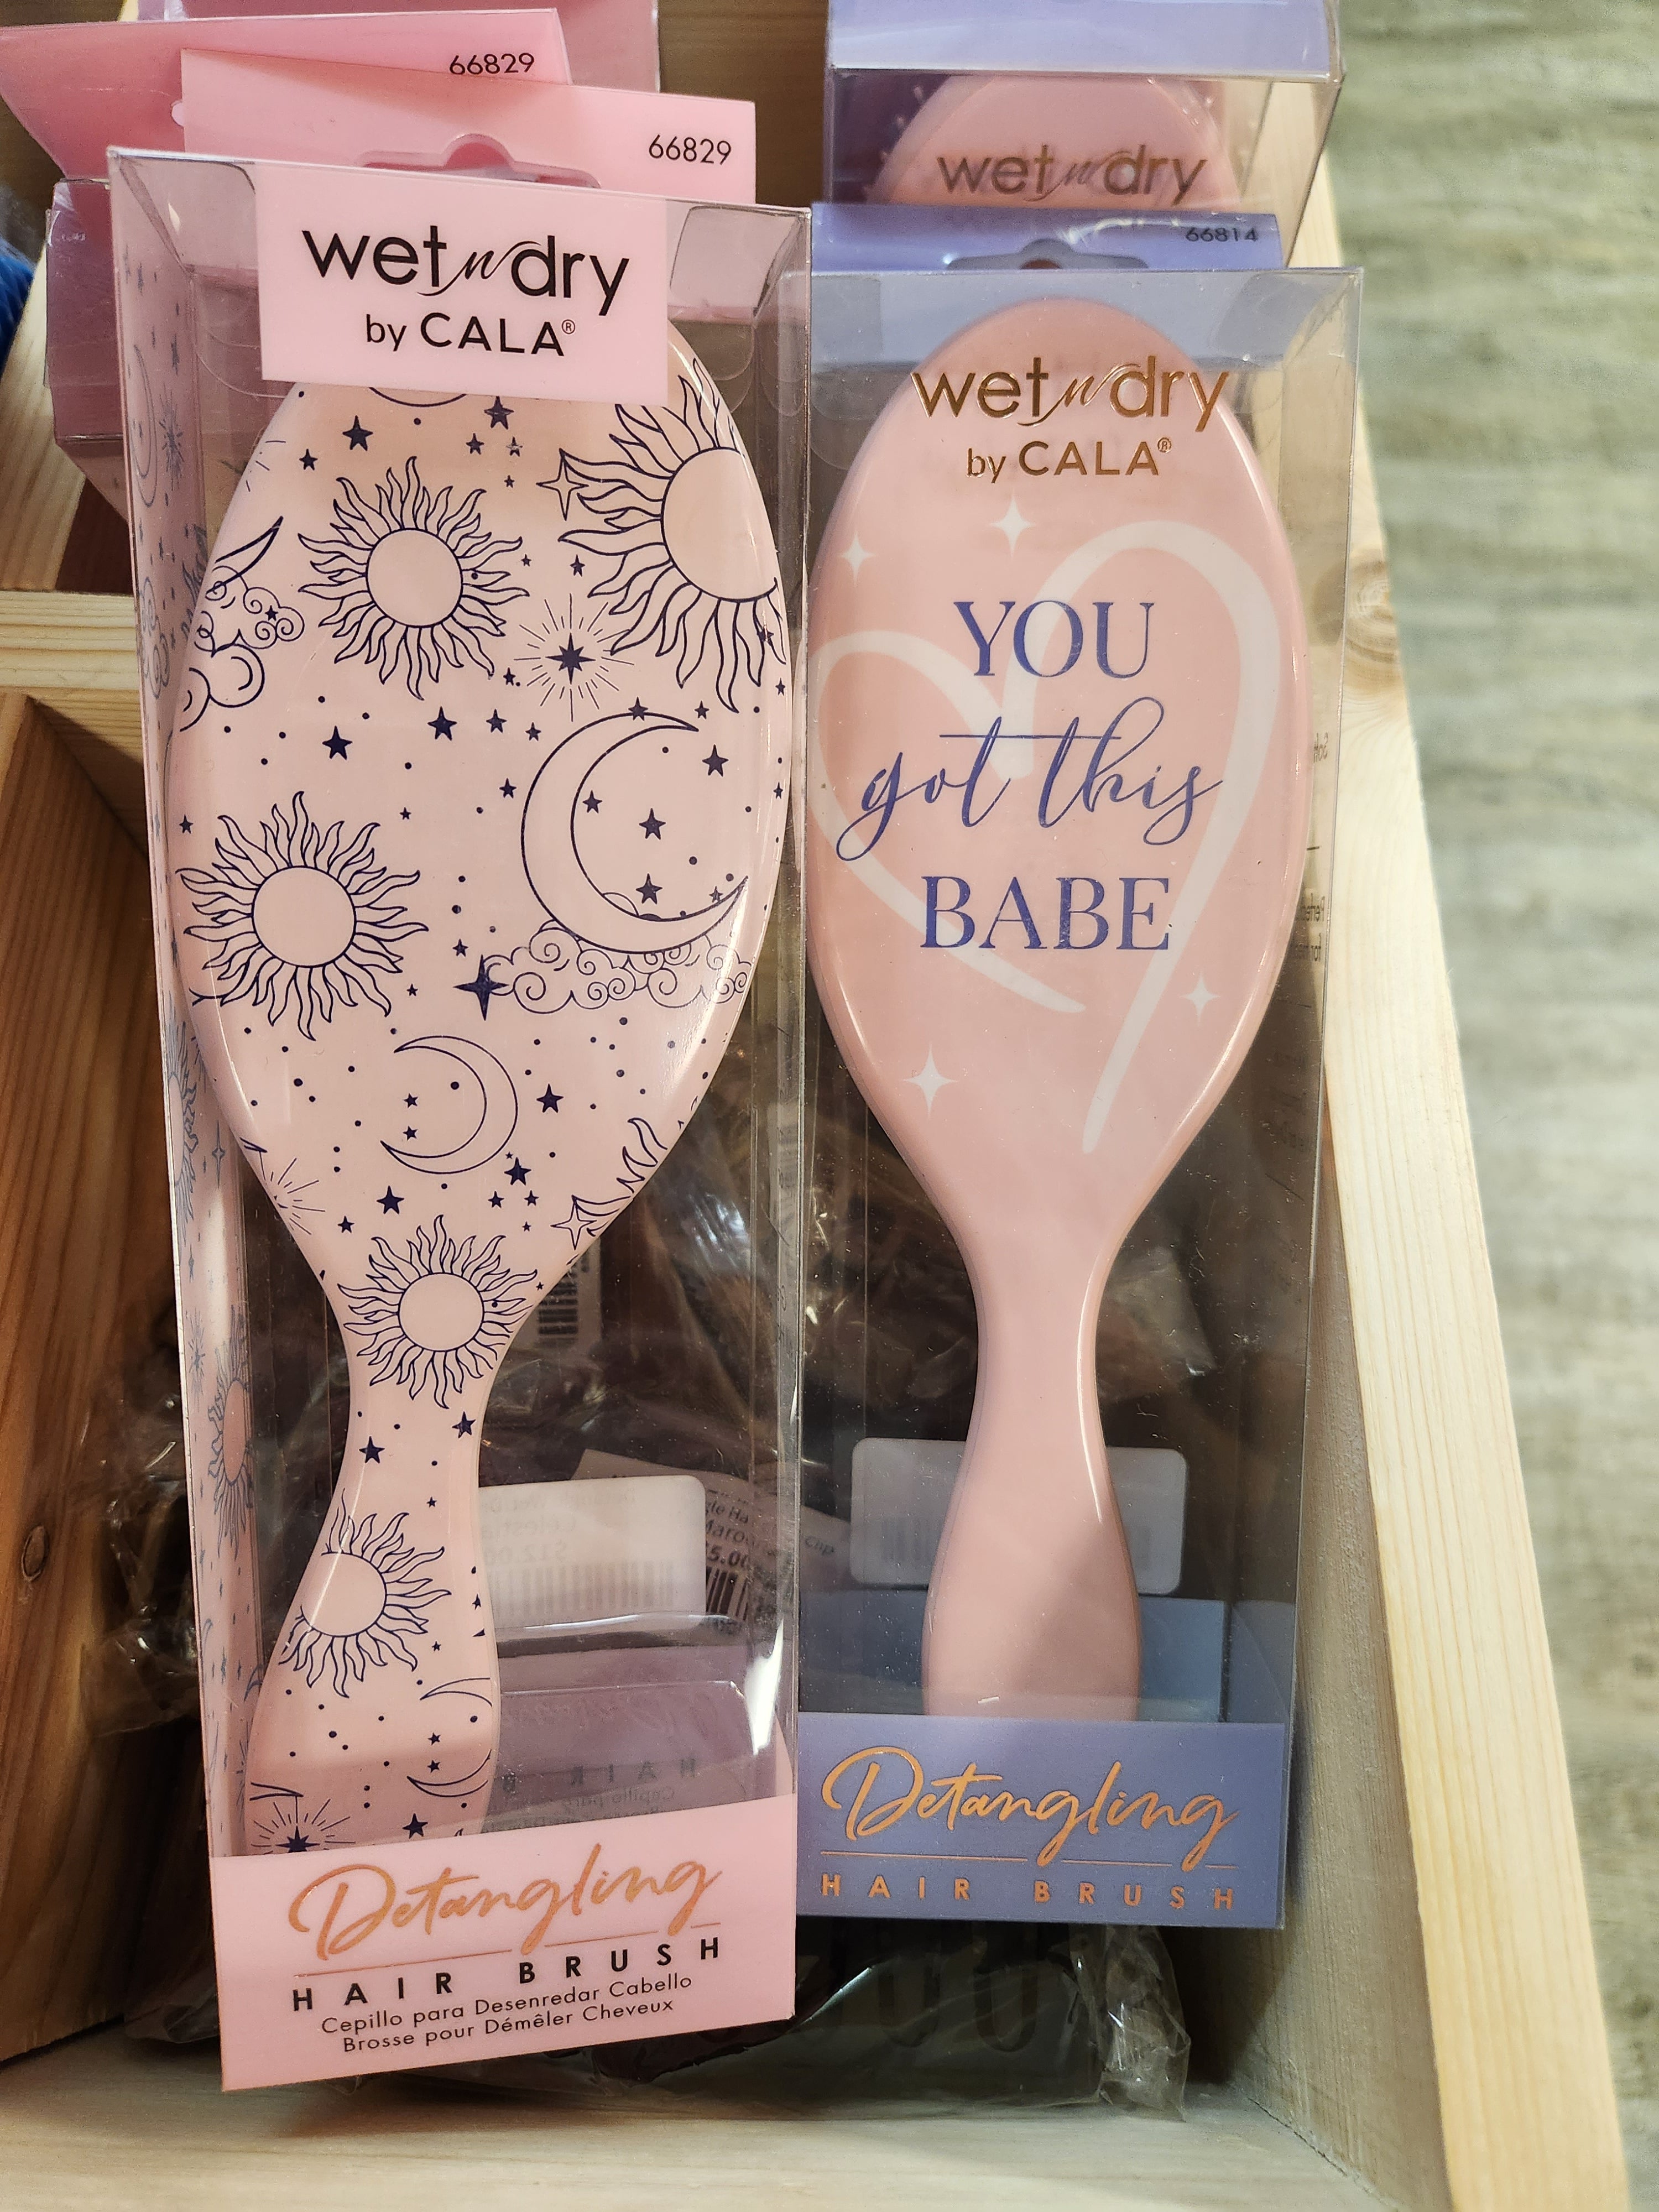 66829
66829
wet n dry
by CALA®
Detangling
HAIR BRUSH
Cepillo para Desenredar Cabello
Brosse pour Démêler Cheveux
wet n dry
66814
wet n dry
by CALA®
YOU
got this
BABE
Detangling
HAIR BRUSH